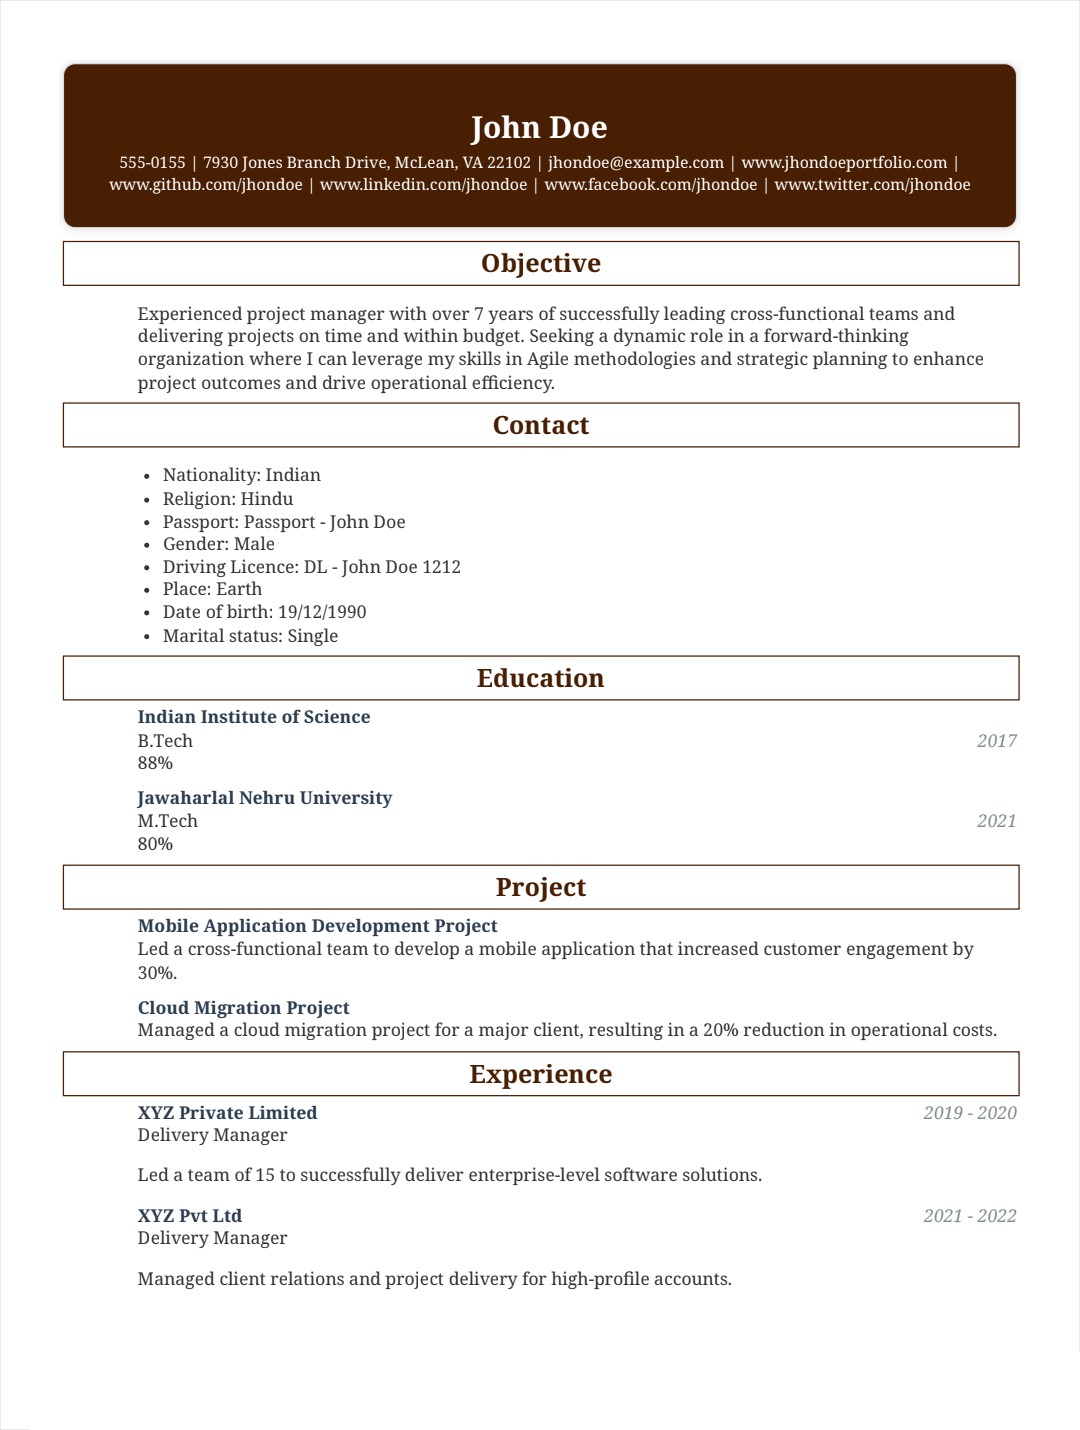 John Doe
555-0155 | 7930 Jones Branch Drive, McLean, VA 22102 | jhondoe@example.com | www.jhondoeportfolio.com |
www.github.com/jhondoe | www.linkedin.com/jhondoe | www.facebook.com/jhondoe | www.twitter.com/jhondoe
Objective
Experienced project manager with over 7 years of successfully leading cross-functional teams and
delivering projects on time and within budget. Seeking a dynamic role in a forward-thinking
organization where I can leverage my skills in Agile methodologies and strategic planning to enhance
project outcomes and drive operational efficiency.
Contact
• Nationality: Indian
• Religion: Hindu
• Passport: Passport - John Doe
• Gender: Male
• Driving Licence: DL - John Doe 1212
• Place: Earth
• Date of birth: 19/12/1990
• Marital status: Single
Education
Indian Institute of Science
B.Tech 2017
88%
Jawaharlal Nehru University
M.Tech 2021
80%
Project
Mobile Application Development Project
Led a cross-functional team to develop a mobile application that increased customer engagement by
30%.
Cloud Migration Project
Managed a cloud migration project for a major client, resulting in a 20% reduction in operational costs.
Experience
XYZ Private Limited 2019 - 2020
Delivery Manager
Led a team of 15 to successfully deliver enterprise-level software solutions.
XYZ Pvt Ltd 2021 - 2022
Delivery Manager
Managed client relations and project delivery for high-profile accounts.